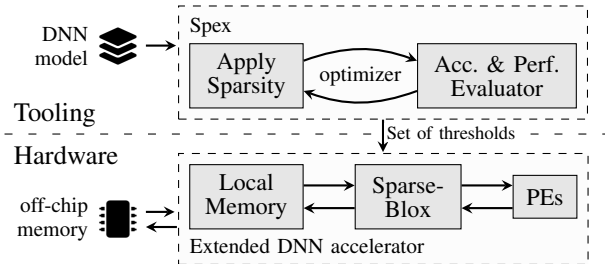 Spex
DNN
model
Apply
Sparsity
optimizer
Acc. & Perf.
Evaluator
Tooling
Set of thresholds
Hardware
off-chip
memory
Local
Memory
Sparse-
Blox
PEs
Extended DNN accelerator